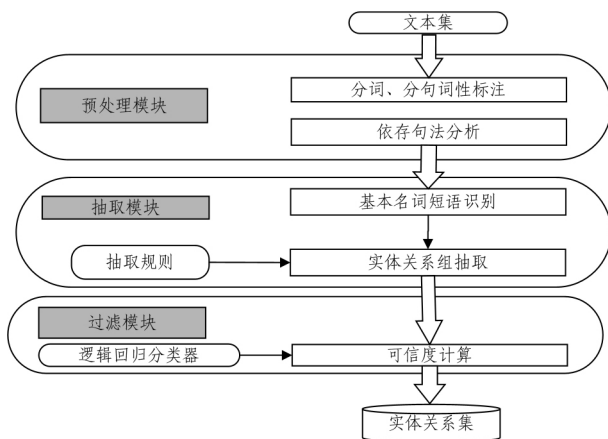 文本集
分词、分句词性标注
预处理模块
依存句法分析
基本名词短语识别
抽取模块
抽取规则
实体关系组抽取
过滤模块
逻辑回归分类器
可信度计算
实体关系集